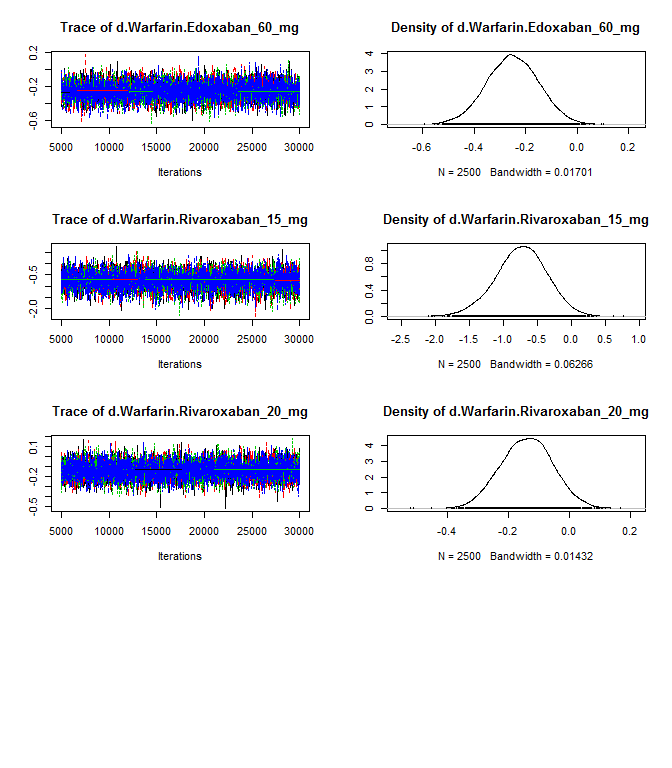 Trace of d.Warfarin.Edoxaban_60_mg
Density of d.Warfarin.Edoxaban_60_mg
0.2
-0.2
-0.6
5000 10000 15000 20000 25000 30000
Iterations
4
3
2
1
0
-0.6 -0.4 -0.2 0.0 0.2
N = 2500 Bandwidth = 0.01701
Trace of d.Warfarin.Rivaroxaban_15_mg
Density of d.Warfarin.Rivaroxaban_15_mg
-0.5
-2.0
5000 10000 15000 20000 25000 30000
Iterations
0.8
0.4
0.0
-2.5 -2.0 -1.5 -1.0 -0.5 0.0 0.5 1.0
N = 2500 Bandwidth = 0.06266
Trace of d.Warfarin.Rivaroxaban_20_mg
Density of d.Warfarin.Rivaroxaban_20_mg
0.1
-0.2
-0.5
5000 10000 15000 20000 25000 30000
Iterations
4
3
2
1
0
-0.4 -0.2 0.0 0.2
N = 2500 Bandwidth = 0.01432